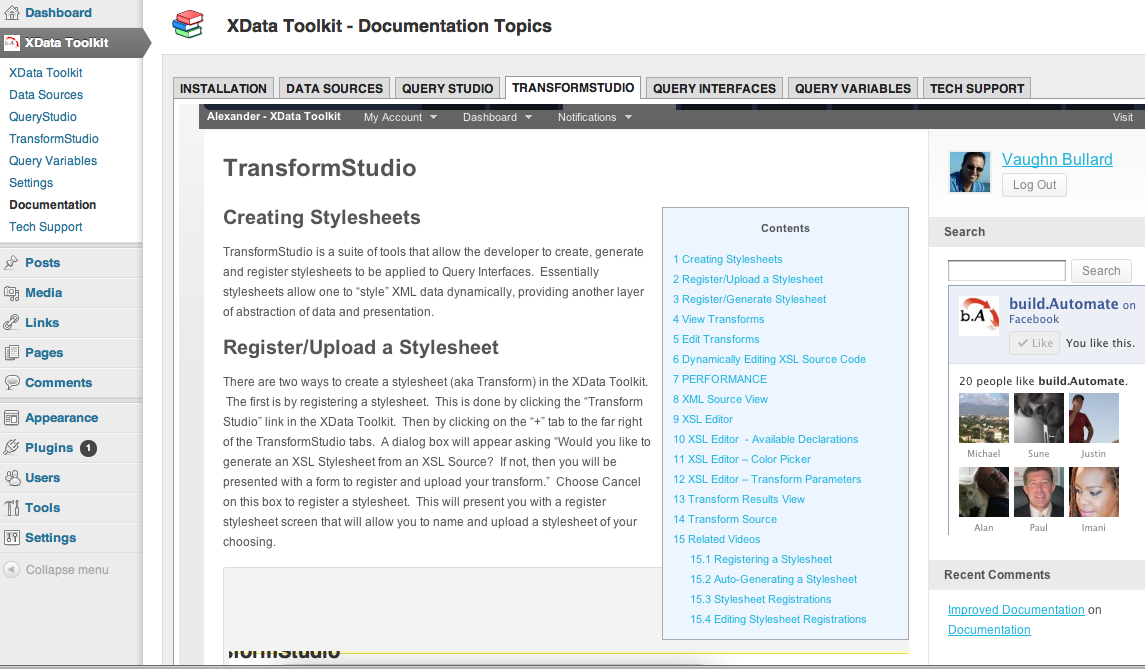 Dashboard
XData Toolkit
XData Toolkit
Data Sources
QueryStudio
TransformStudio
Query Variables
Settings
Documentation
Tech Support
Posts
Media
Links
Pages
Comments
Appearance
Plugins 1
Users
Tools
Settings
Collapse menu
XData Toolkit - Documentation Topics
INSTALLATION
DATA SOURCES
QUERY STUDIO
TRANSFORMSTUDIO
QUERY INTERFACES
QUERY VARIABLES
TECH SUPPORT
Alexander - XData Toolkit
My Account
Dashboard
Notifications
Visit
TransformStudio
Creating Stylesheets
TransformStudio is a suite of tools that allow the developer to create, generate
and register stylesheets to be applied to Query Interfaces. Essentially
stylesheets allow one to “style” XML data dynamically, providing another layer
of abstraction of data and presentation.
Register/Upload a Stylesheet
There are two ways to create a stylesheet (aka Transform) in the XData Toolkit.
The first is by registering a stylesheet. This is done by clicking the “Transform
Studio” link in the XData Toolkit. Then by clicking on the “+” tab to the far right
of the TransformStudio tabs. A dialog box will appear asking “Would you like to
generate an XSL Stylesheet from an XSL Source? If not, then you will be
presented with a form to register and upload your transform.” Choose Cancel
on this box to register a stylesheet. This will present you with a register
stylesheet screen that will allow you to name and upload a stylesheet of your
choosing.
Contents
1 Creating Stylesheets
2 Register/Upload a Stylesheet
3 Register/Generate Stylesheet
4 View Transforms
5 Edit Transforms
6 Dynamically Editing XSL Source Code
7 PERFORMANCE
8 XML Source View
9 XSL Editor
10 XSL Editor - Available Declarations
11 XSL Editor – Color Picker
12 XSL Editor – Transform Parameters
13 Transform Results View
14 Transform Source
15 Related Videos
15.1 Registering a Stylesheet
15.2 Auto-Generating a Stylesheet
15.3 Stylesheet Registrations
15.4 Editing Stylesheet Registrations
Vaughn Bullard
Log Out
Search
Search
b.A
build.Automate on
Facebook
Like
You like this.
20 people like build.Automate.
Michael
Sune
Justin
Alan
Paul
Imani
Recent Comments
Improved Documentation on
Documentation